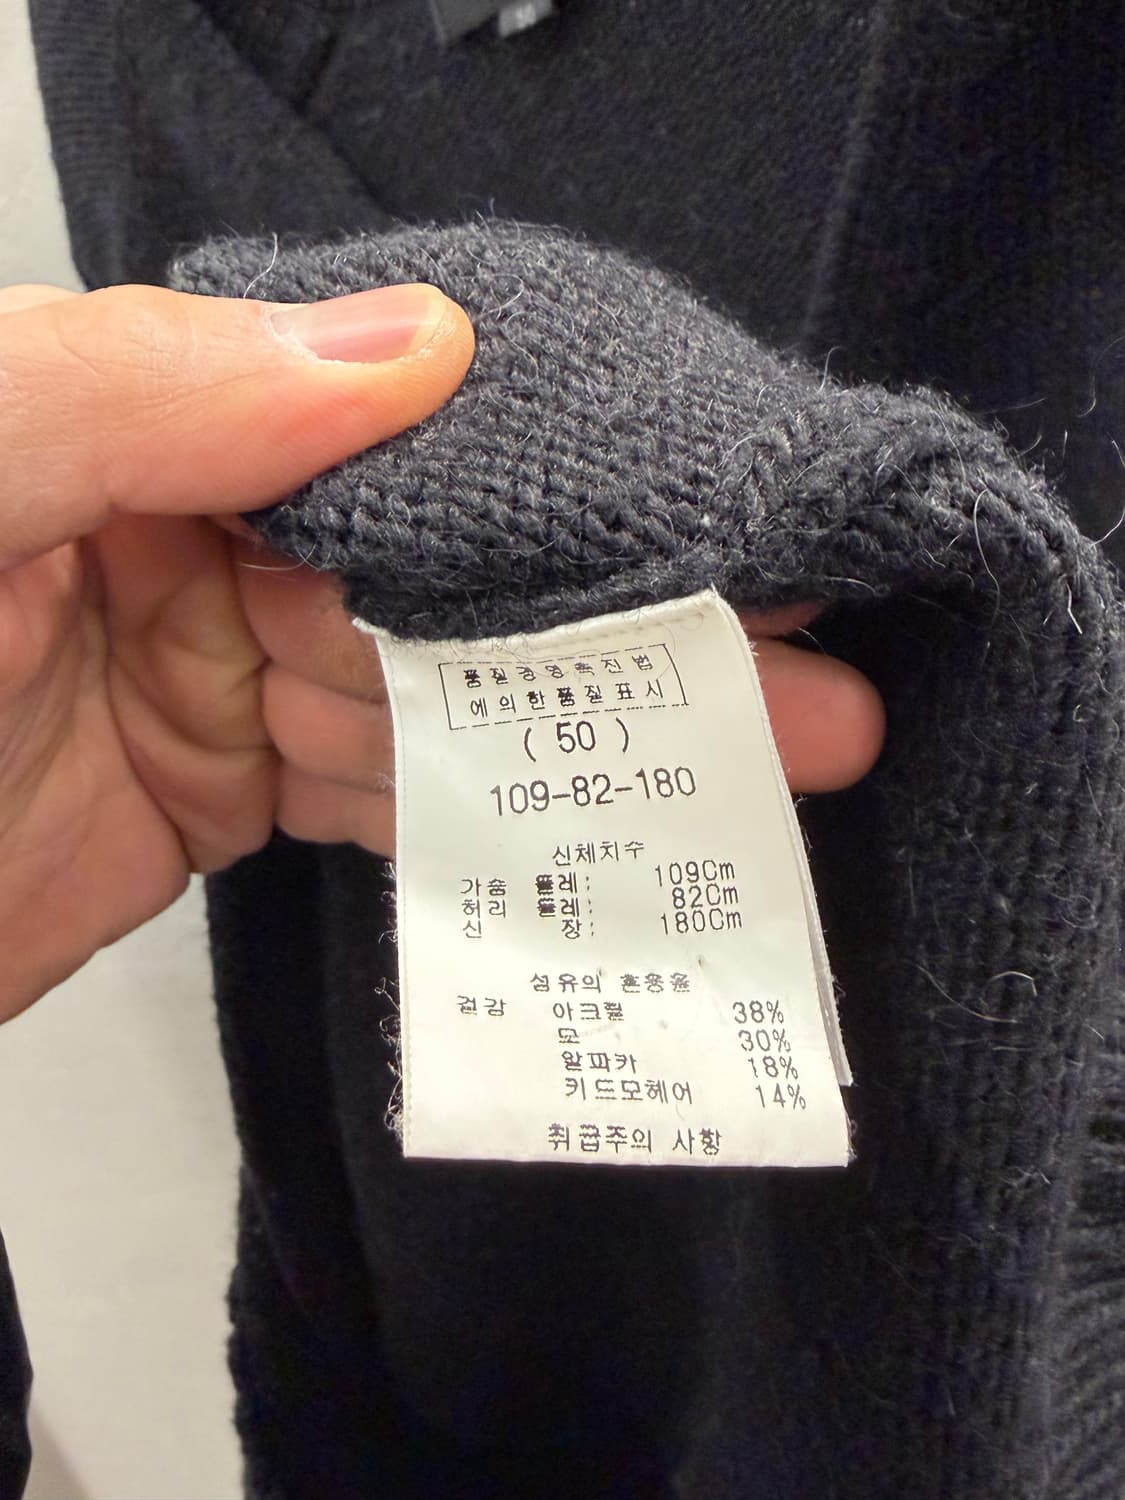 품질경영촉진법
에의한품질표시
( 50 )
109-82-180
신체치수
가슴 둘레: 109Cm
허리 둘레: 82Cm
신 장: 180Cm
섬유의 혼용율
겉감 아크릴 38%
모 30%
알파카 18%
키드모헤어 14%
취급주의 사항